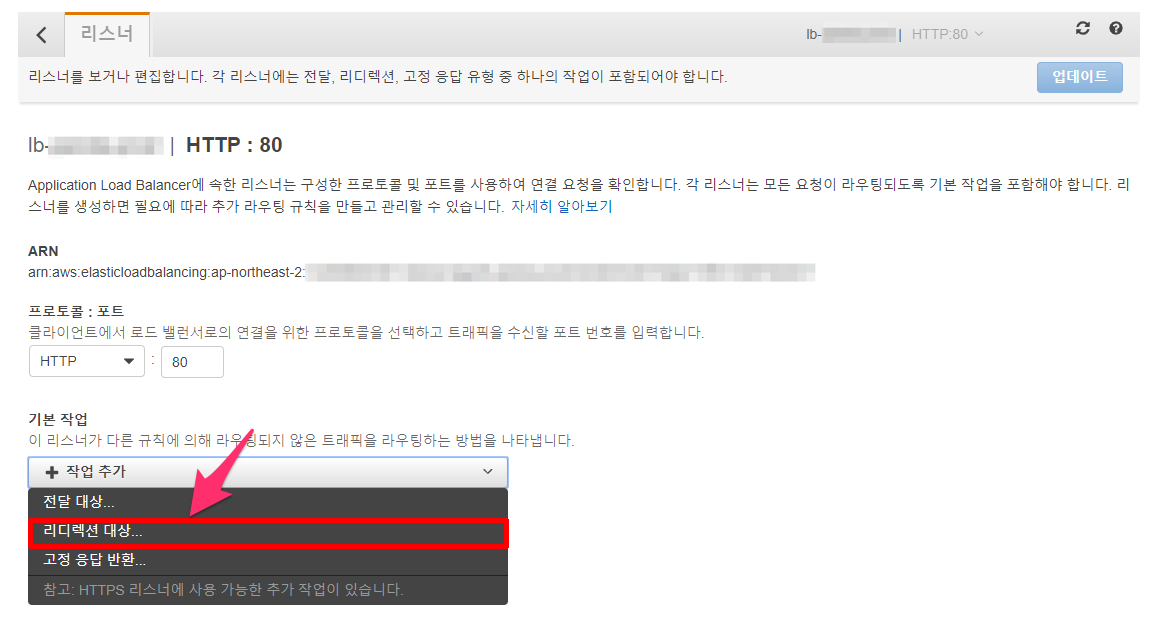 리스너
lb- | HTTP:80
리스너를 보거나 편집합니다. 각 리스너에는 전달, 리디렉션, 고정 응답 유형 중 하나의 작업이 포함되어야 합니다.
업데이트
lb- | HTTP : 80
Application Load Balancer에 속한 리스너는 구성한 프로토콜 및 포트를 사용하여 연결 요청을 확인합니다. 각 리스너는 모든 요청이 라우팅되도록 기본 작업을 포함해야 합니다. 리
스너를 생성하면 필요에 따라 추가 라우팅 규칙을 만들고 관리할 수 있습니다. 자세히 알아보기
ARN
arn:aws:elasticloadbalancing:ap-northeast-2:
프로토콜 : 포트
클라이언트에서 로드 밸런서로의 연결을 위한 프로토콜을 선택하고 트래픽을 수신할 포트 번호를 입력합니다.
HTTP : 80
기본 작업
이 리스너가 다른 규칙에 의해 라우팅되지 않은 트래픽을 라우팅하는 방법을 나타냅니다.
작업 추가
전달 대상...
리디렉션 대상...
고정 응답 반환...
참고: HTTPS 리스너에 사용 가능한 추가 작업이 있습니다.